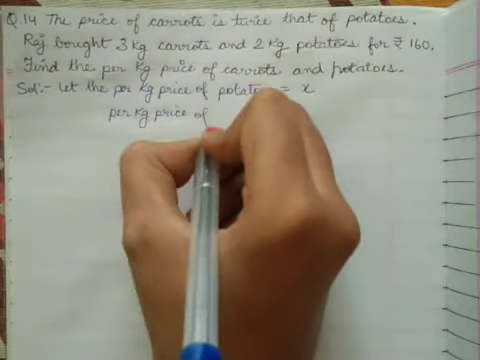 Q.14 The price of carrots is twice that of potatoes.
Raj bought 3 Kg carrots and 2 Kg potatoes for ₹ 160.
Find the per Kg price of carrots and potatoes.
Sol:- Let the per kg price of = x
per kg price of